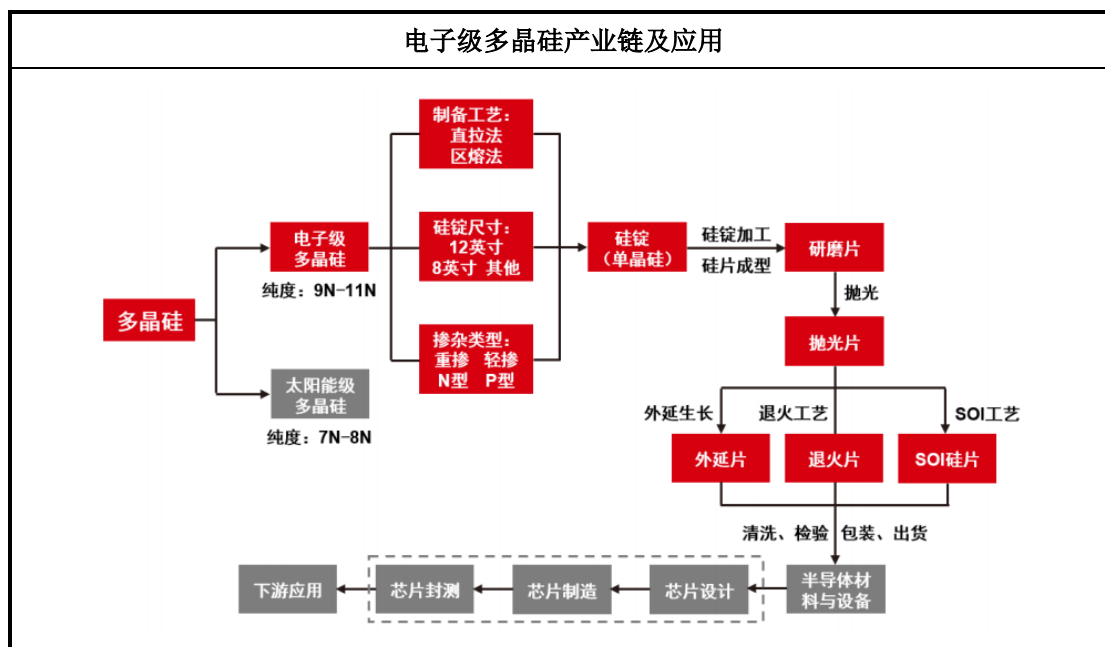 电子级多晶硅产业链及应用
制备工艺：
直拉法
区熔法
电子级
多晶硅
纯度：9N-11N
硅锭尺寸：
12英寸
8英寸 其他
硅锭
（单晶硅）
硅锭加工
硅片成型
研磨片
抛光
多晶硅
掺杂类型：
重掺 轻掺
N型 P型
抛光片
太阳能级
多晶硅
纯度：7N-8N
外延生长
退火工艺
SOI工艺
外延片
退火片
SOI硅片
清洗、检验
包装、出货
下游应用
芯片封测
芯片制造
芯片设计
半导体材
料与设备